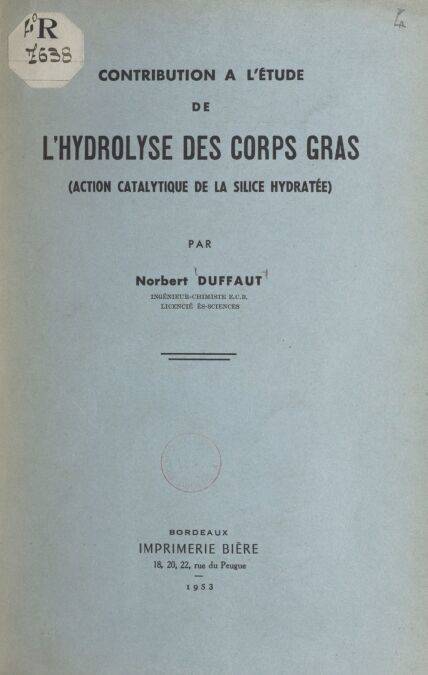 R
7638
CONTRIBUTION A L'ÉTUDE
DE
L'HYDROLYSE DES CORPS GRAS
(ACTION CATALYTIQUE DE LA SILICE HYDRATÉE)
PAR
Norbert DUFFAUT
INGÉNIEUR-CHIMISTE E.C.B.
LICENCIÉ ÈS-SCIENCES
BORDEAUX
IMPRIMERIE BIÈRE
18, 20, 22, rue du Peugue
1953